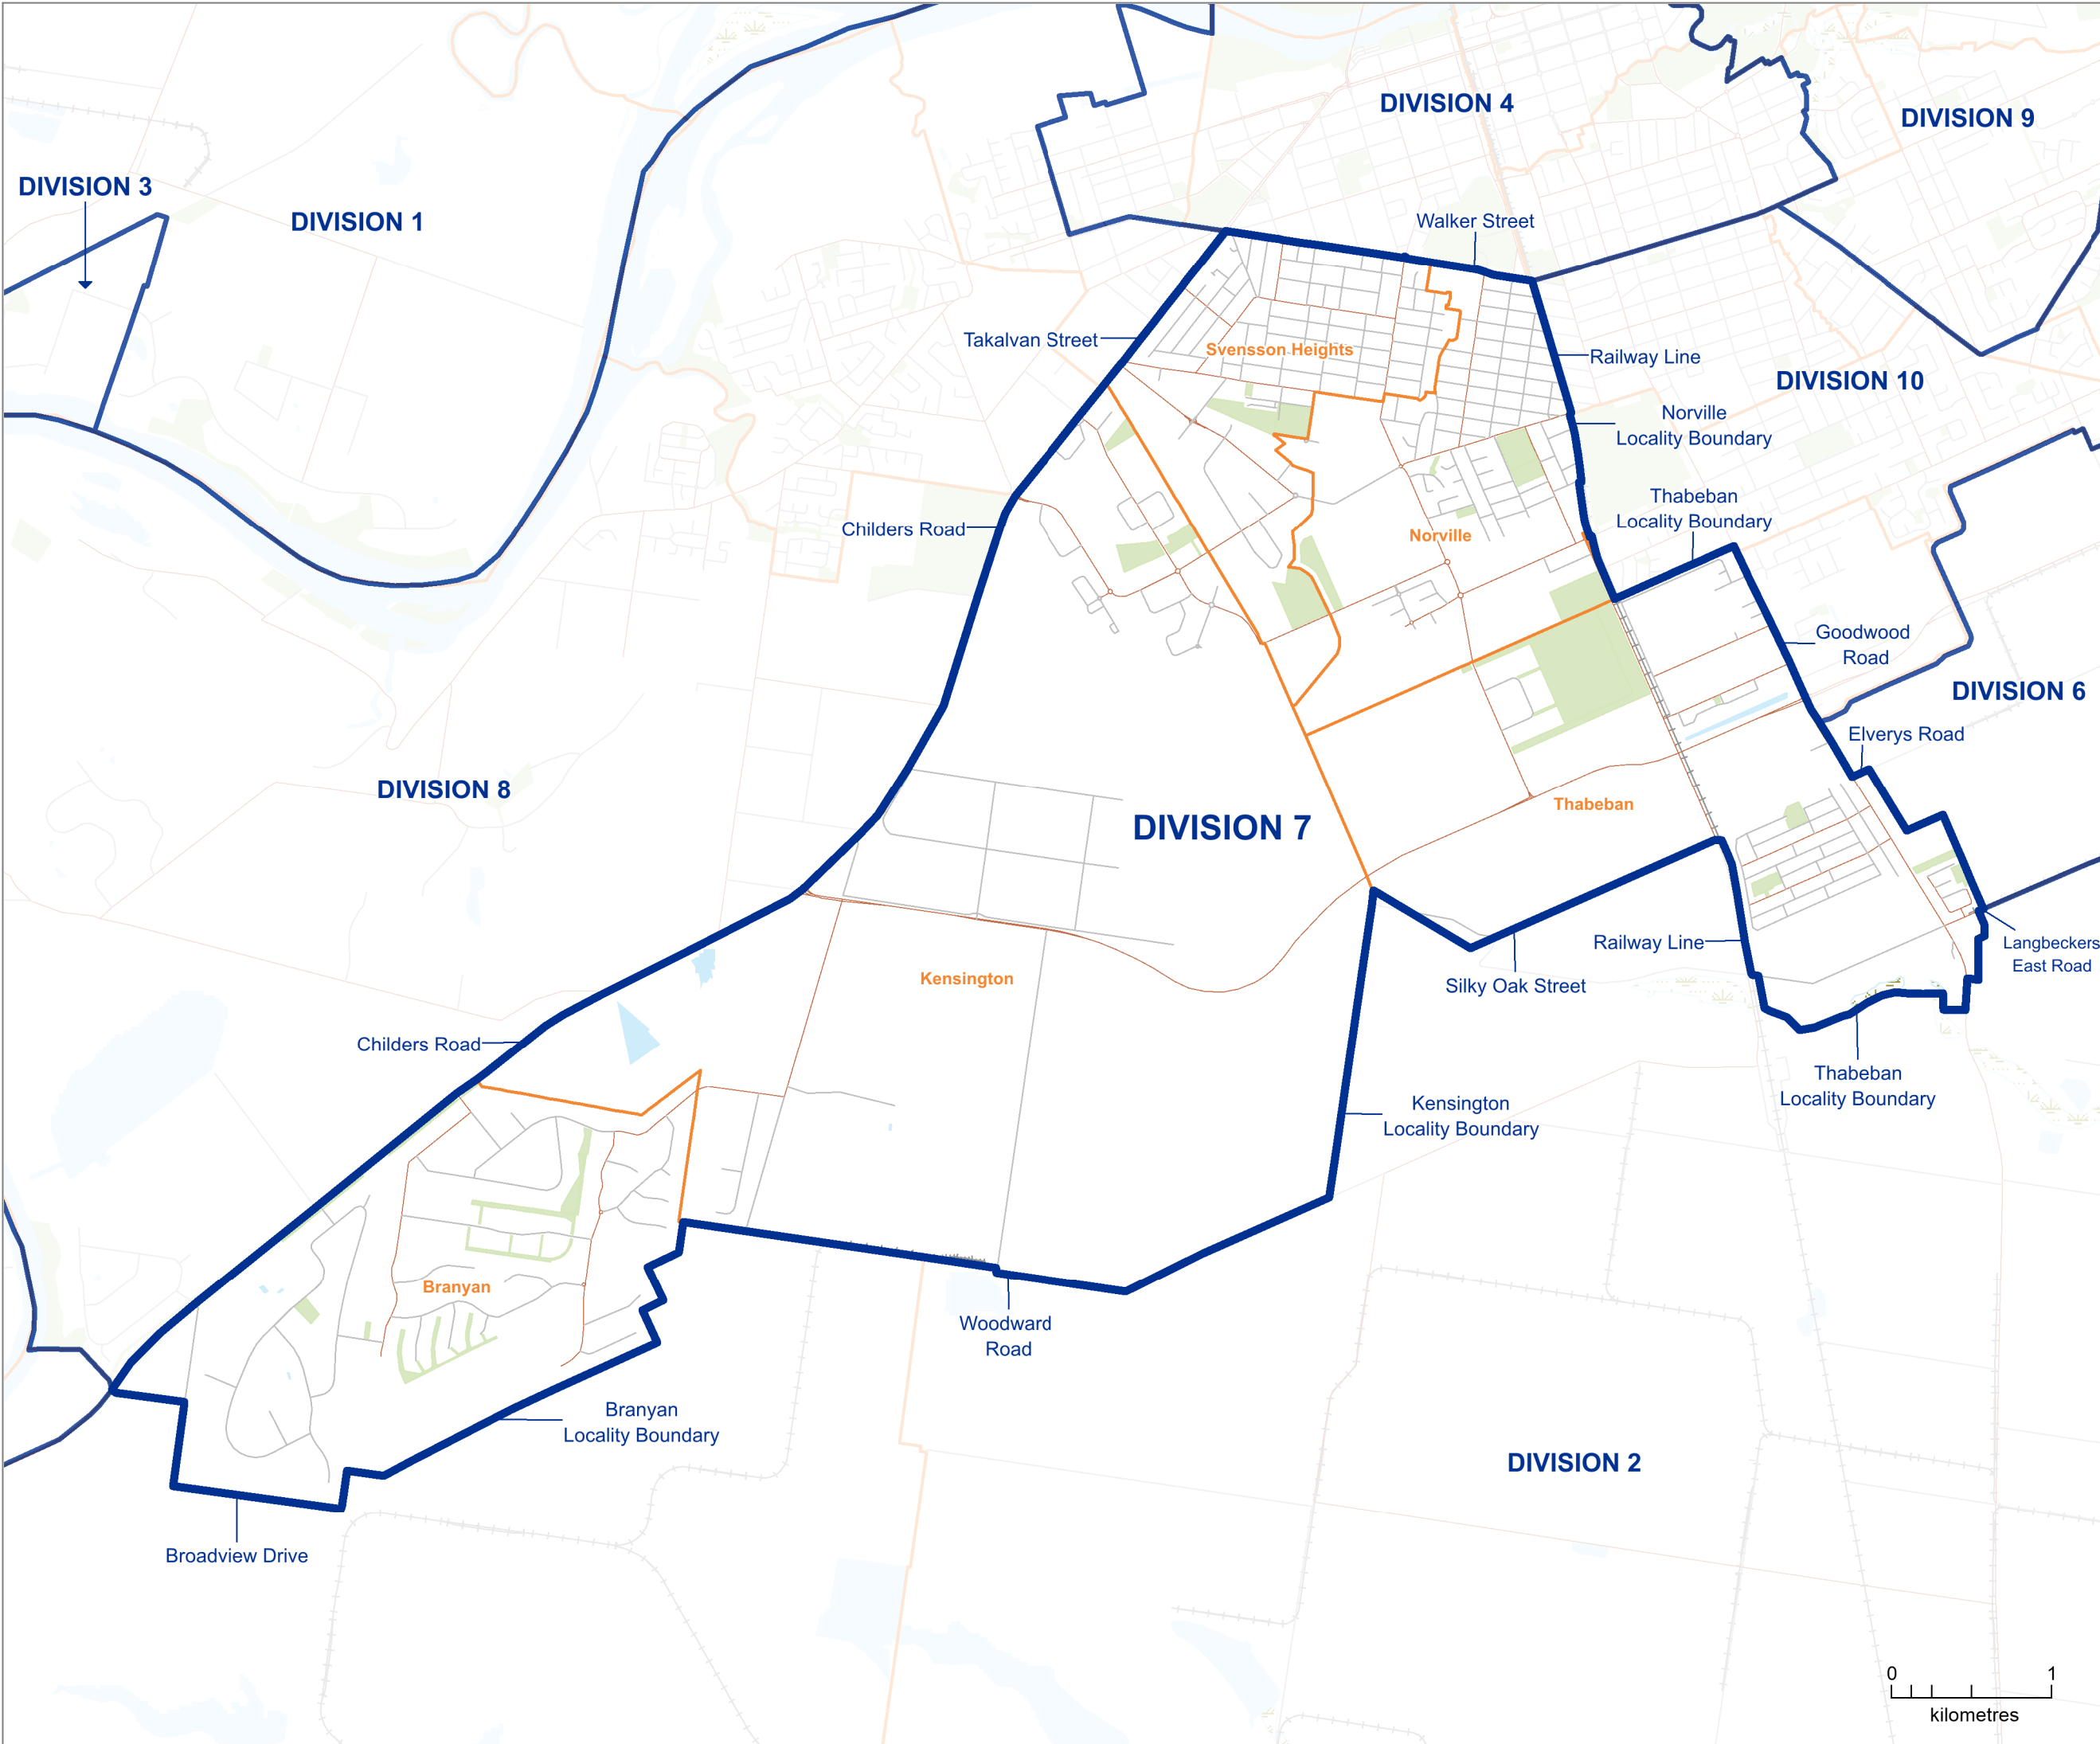 DIVISION 4
DIVISION 9
DIVISION 3
DIVISION 1
Walker Street
Takalvan Street
Svensson Heights
Railway Line
DIVISION 10
Norville
Locality Boundary
Thabeban
Locality Boundary
Childers Road
Norville
Goodwood
Road
DIVISION 6
Elverys Road
DIVISION 8
Thabeban
DIVISION 7
Railway Line
Langbeckers
East Road
Kensington
Silky Oak Street
Childers Road
Thabeban
Locality Boundary
Kensington
Locality Boundary
Branyan
Woodward
Road
Branyan
Locality Boundary
DIVISION 2
Broadview Drive
0 1
kilometres